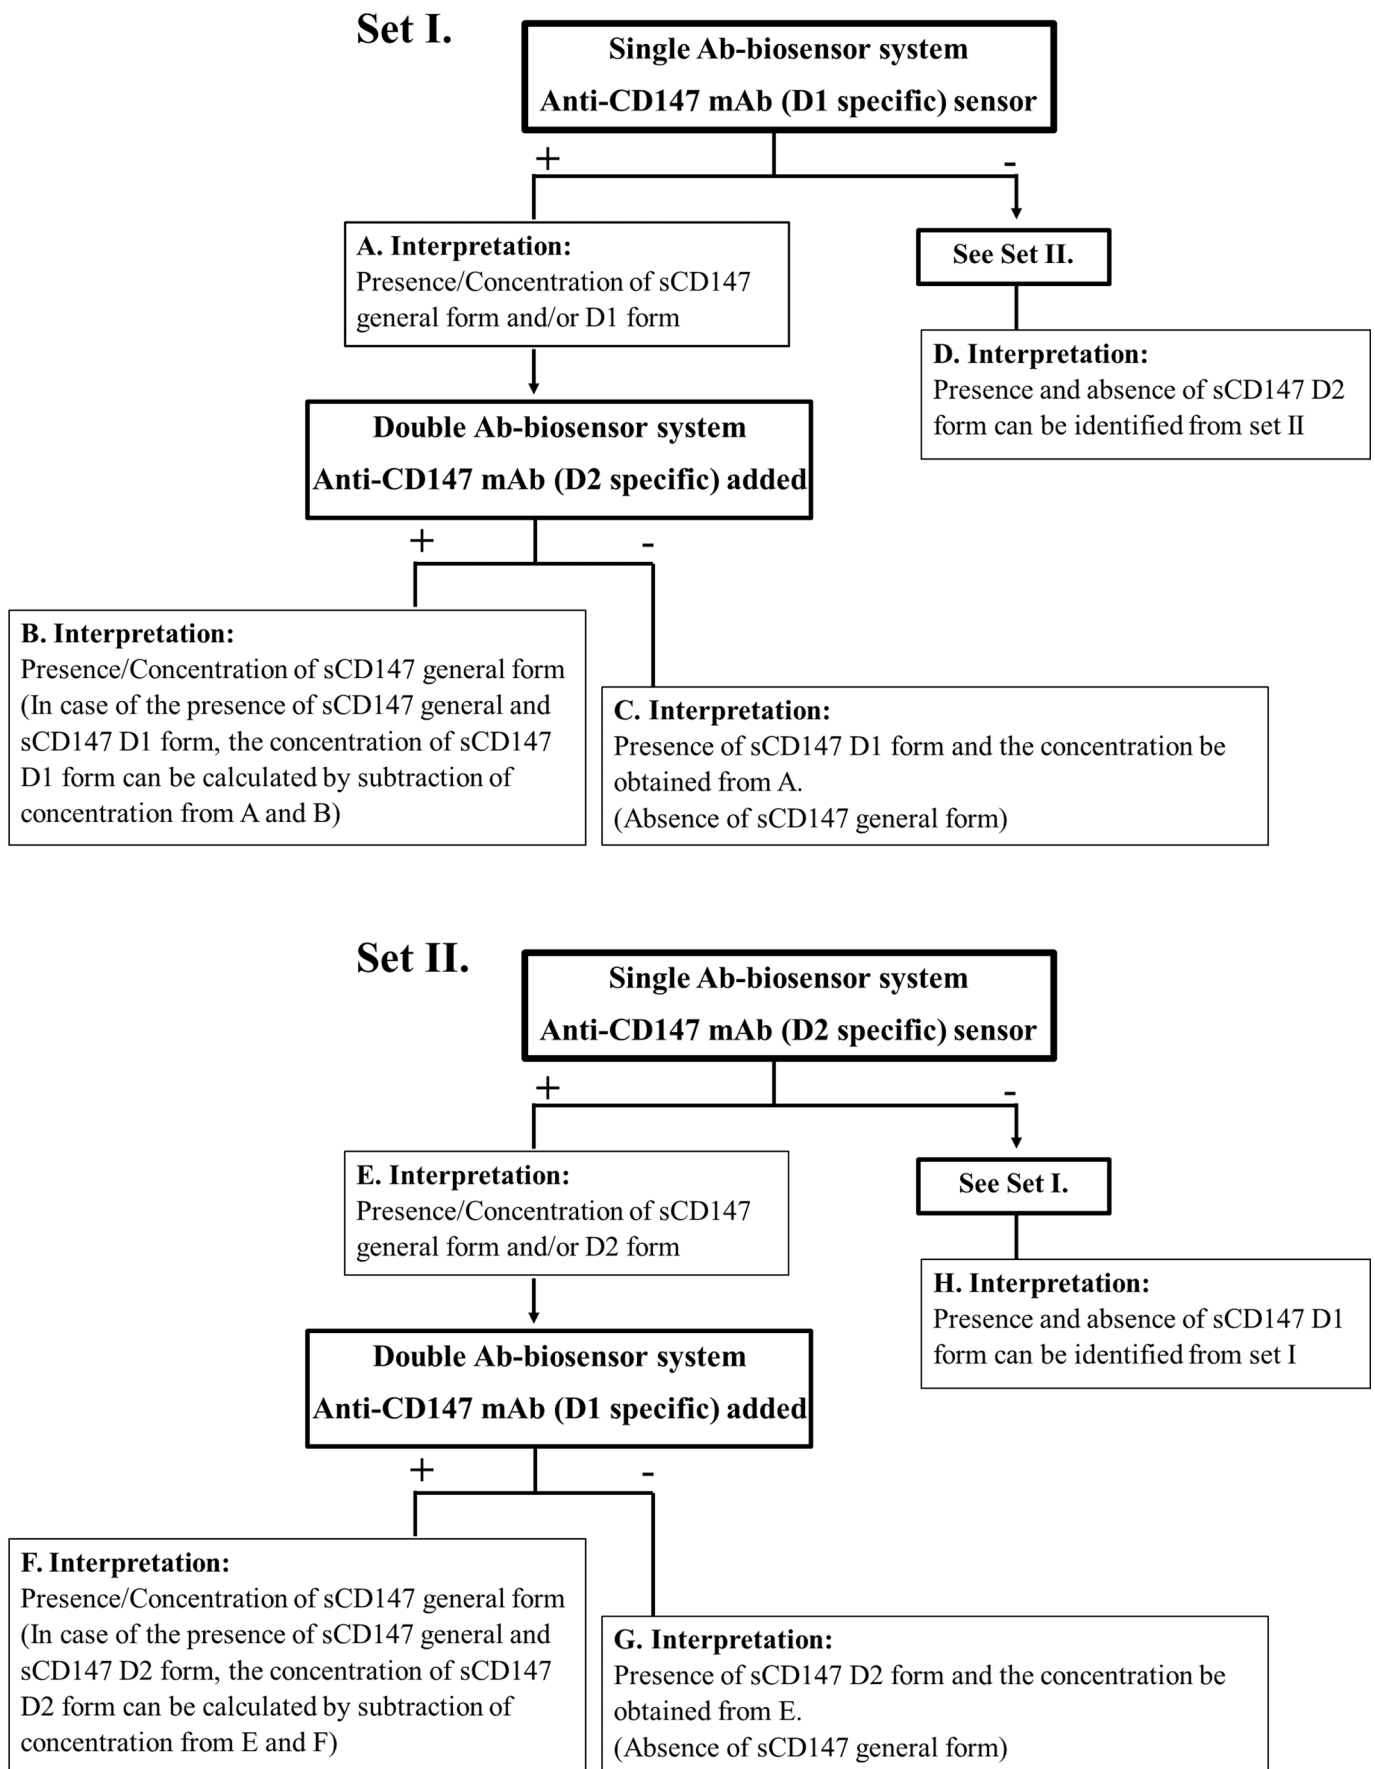 Set I.
Single Ab-biosensor system
Anti-CD147 mAb (D1 specific) sensor
+
-
A. Interpretation:
Presence/Concentration of sCD147
general form and/or D1 form
See Set II.
D. Interpretation:
Presence and absence of sCD147 D2
form can be identified from set II
Double Ab-biosensor system
Anti-CD147 mAb (D2 specific) added
+
-
B. Interpretation:
Presence/Concentration of sCD147 general form
(In case of the presence of sCD147 general and
sCD147 D1 form, the concentration of sCD147
D1 form can be calculated by subtraction of
concentration from A and B)
C. Interpretation:
Presence of sCD147 D1 form and the concentration be
obtained from A.
(Absence of sCD147 general form)
Set II.
Single Ab-biosensor system
Anti-CD147 mAb (D2 specific) sensor
+
-
E. Interpretation:
Presence/Concentration of sCD147
general form and/or D2 form
See Set I.
H. Interpretation:
Presence and absence of sCD147 D1
form can be identified from set I
Double Ab-biosensor system
Anti-CD147 mAb (D1 specific) added
+
-
F. Interpretation:
Presence/Concentration of sCD147 general form
(In case of the presence of sCD147 general and
sCD147 D2 form, the concentration of sCD147
D2 form can be calculated by subtraction of
concentration from E and F)
G. Interpretation:
Presence of sCD147 D2 form and the concentration be
obtained from E.
(Absence of sCD147 general form)